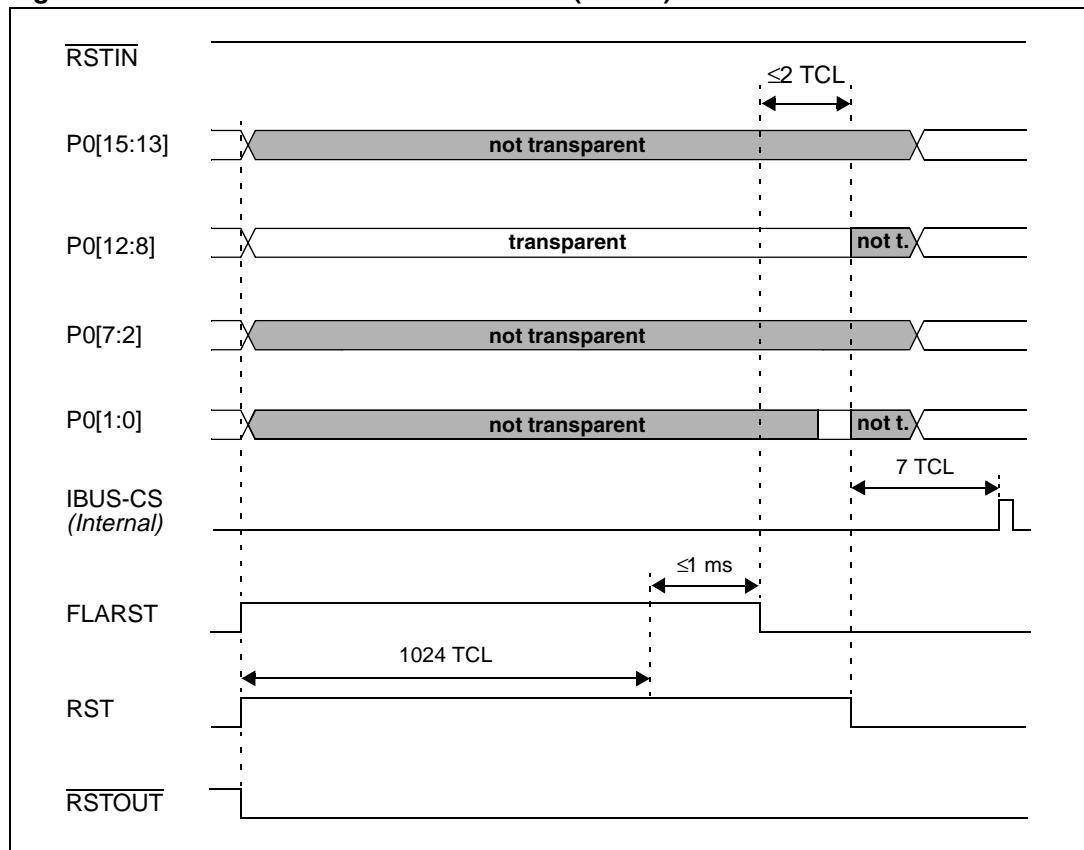 RSTIN
≤2 TCL
P0[15:13]
not transparent
P0[12:8]
transparent
not t.
P0[7:2]
not transparent
P0[1:0]
not transparent
not t.
7 TCL
IBUS-CS
(Internal)
≤1 ms
FLARST
1024 TCL
RST
RSTOUT